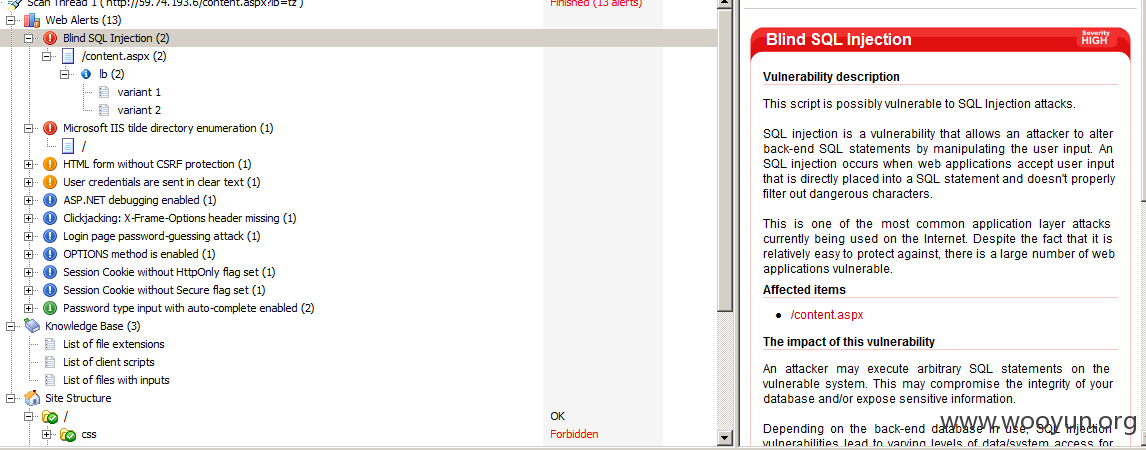 Scan Thread 1 ( http://59.74.193.6/content.aspx?lb=tz )
Finished (13 alerts)
Web Alerts (13)
Blind SQL Injection (2)
/content.aspx (2)
lb (2)
variant 1
variant 2
Microsoft IIS tilde directory enumeration (1)
/
HTML form without CSRF protection (1)
User credentials are sent in clear text (1)
ASP.NET debugging enabled (1)
Clickjacking: X-Frame-Options header missing (1)
Login page password-guessing attack (1)
OPTIONS method is enabled (1)
Session Cookie without HttpOnly flag set (1)
Session Cookie without Secure flag set (1)
Password type input with auto-complete enabled (2)
Knowledge Base (3)
List of file extensions
List of client scripts
List of files with inputs
Site Structure
/
OK
css
Forbidden
Blind SQL Injection
Severity
HIGH
Vulnerability description
This script is possibly vulnerable to SQL Injection attacks.
SQL injection is a vulnerability that allows an attacker to alter
back-end SQL statements by manipulating the user input. An
SQL injection occurs when web applications accept user input
that is directly placed into a SQL statement and doesn't properly
filter out dangerous characters.
This is one of the most common application layer attacks
currently being used on the Internet. Despite the fact that it is
relatively easy to protect against, there is a large number of web
applications vulnerable.
Affected items
/content.aspx
The impact of this vulnerability
An attacker may execute arbitrary SQL statements on the
vulnerable system. This may compromise the integrity of your
database and/or expose sensitive information.
Depending on the back-end database in use, SQL injection
vulnerabilities lead to varying levels of data/system access for
www.wooyun.org